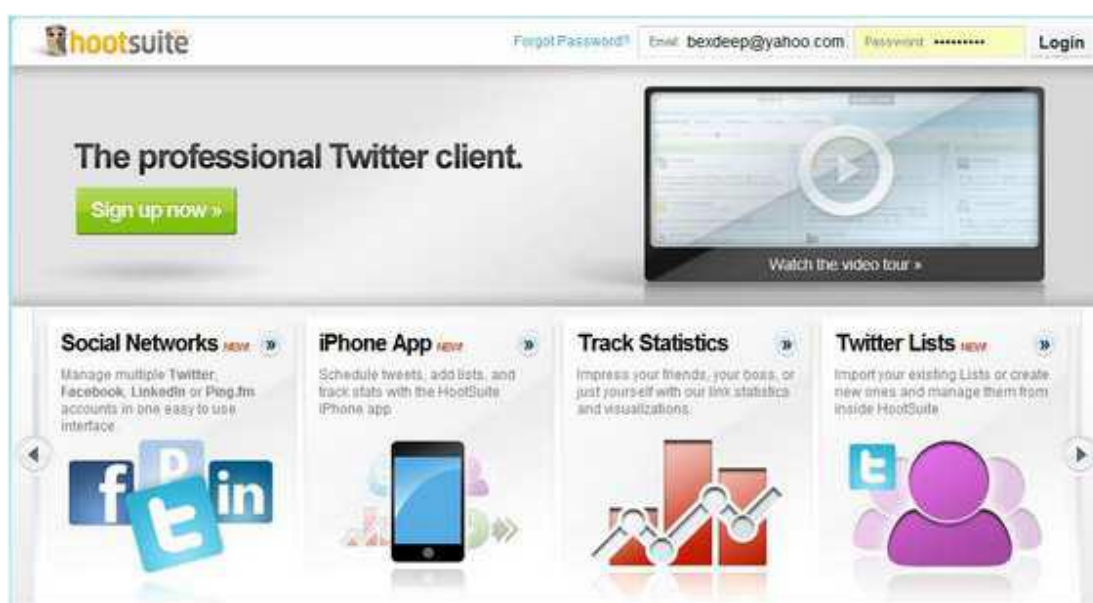 hootsuite
Forgot Password? Email bexdeep@yahoo.com Password ••••••••• Login
The professional Twitter client.
Sign up now »
Watch the video tour »
Social Networks NEW! »
Manage multiple Twitter,
Facebook, LinkedIn or Ping.fm
accounts in one easy to use
interface
iPhone App NEW! »
Schedule tweets, add lists, and
track stats with the HootSuite
iPhone app
Track Statistics »
Impress your friends, your boss, or
just yourself with our link statistics
and visualizations.
Twitter Lists NEW! »
Import your existing Lists or create
new ones and manage them from
inside HootSuite
f
P
in
t
t